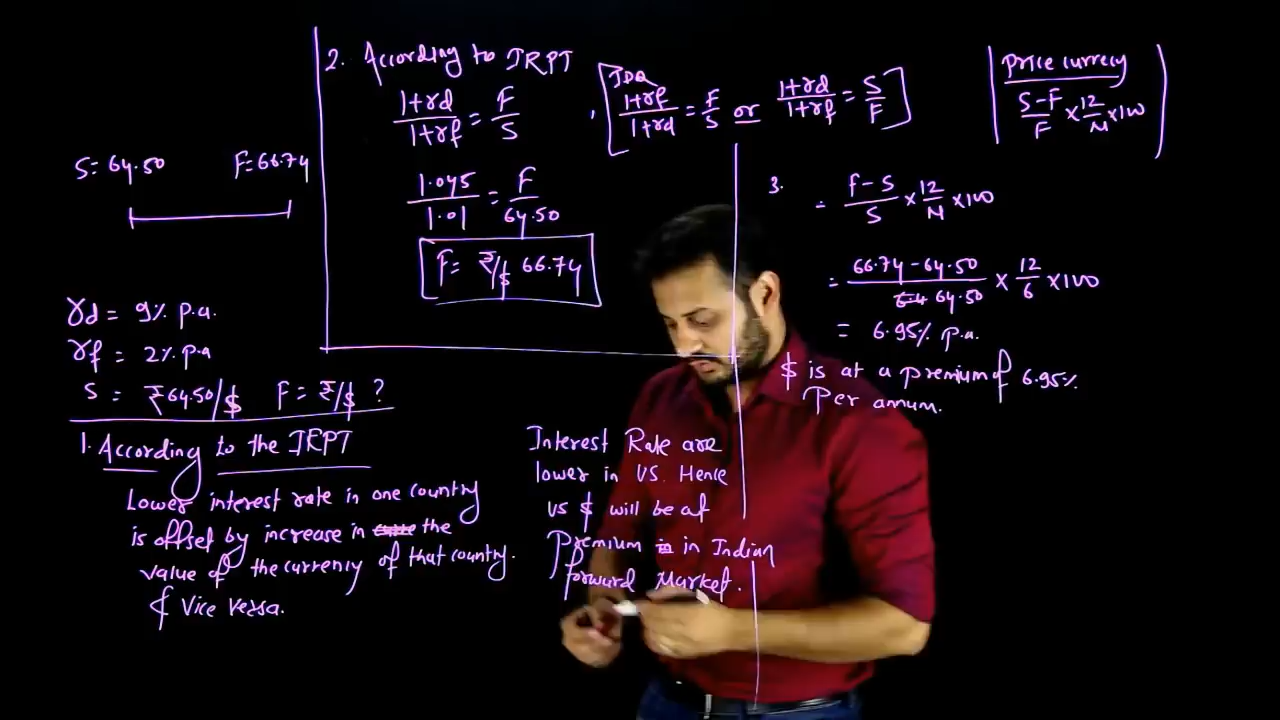 S= 64.50 F=66.74
rd = 9% p.a.
rf = 2% p.a
S = ₹64.50/$ F = ₹/$ ?
1. According to the IRPT
Lower interest rate in one country
is offset by increase in the
value of the currency of that country.
& Vice Versa.
2. According to IRPT
1+rd/1+rf = F/S
, [IDQ 1+rf/1+rd = F/S or 1+rd/1+rf = S/F]
1.045/1.01 = F/64.50
F= ₹/$ 66.74
Interest Rate are
lower in US. Hence
US $ will be at
Premium in Indian
forward Market.
Price currency
S-F/F × 12/M × 100
3.
= F-S/S × 12/M × 100
= 66.74-64.50/64.50 × 12/6 × 100
= 6.95% p.a.
$ is at a premium of 6.95%
Per annum.